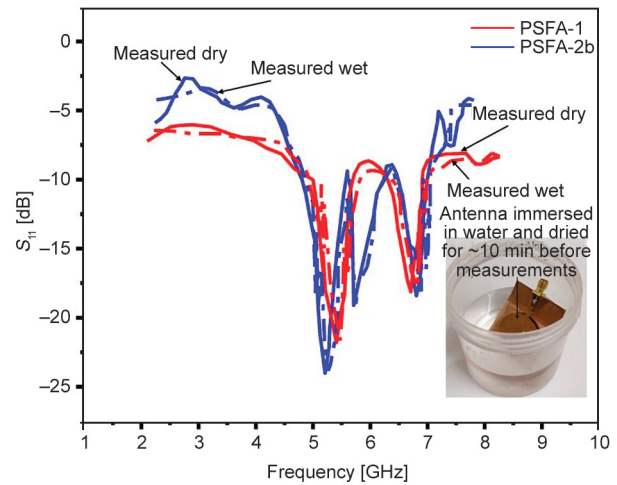 PSFA-1
PSFA-2b
Measured dry
Measured wet
Measured dry
Measured wet
Antenna immersed
in water and dried
for ~10 min before
measurements
0
–5
–10
–15
–20
–25
S11 [dB]
1 2 3 4 5 6 7 8 9 10
Frequency [GHz]